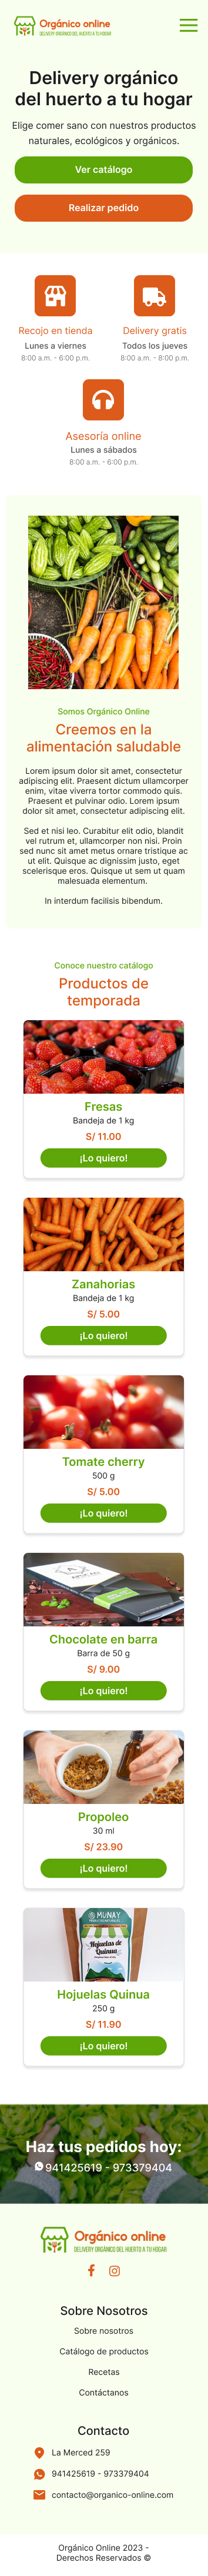 Orgánico online
DELIVERY ORGÁNICO DEL HUERTO A TU HOGAR
Delivery orgánico
del huerto a tu hogar
Elige comer sano con nuestros productos
naturales, ecológicos y orgánicos.
Ver catálogo
Realizar pedido
Recojo en tienda
Lunes a viernes
8:00 a.m. - 6:00 p.m.
Delivery gratis
Todos los jueves
8:00 a.m. - 8:00 p.m.
Asesoría online
Lunes a sábados
8:00 a.m. - 6:00 p.m.
Somos Orgánico Online
Creemos en la
alimentación saludable
Lorem ipsum dolor sit amet, consectetur
adipiscing elit. Praesent dictum ullamcorper
enim, vitae viverra tortor commodo quis.
Praesent et pulvinar odio. Lorem ipsum
dolor sit amet, consectetur adipiscing elit.
Sed et nisi leo. Curabitur elit odio, blandit
vel rutrum et, ullamcorper non nisi. Proin
sed nunc sit amet metus ornare tristique ac
ut elit. Quisque ac dignissim justo, eget
scelerisque eros. Quisque ut sem ut quam
malesuada elementum.
In interdum facilisis bibendum.
Conoce nuestro catálogo
Productos de
temporada
Fresas
Bandeja de 1 kg
S/ 11.00
¡Lo quiero!
Zanahorias
Bandeja de 1 kg
S/ 5.00
¡Lo quiero!
Tomate cherry
500 g
S/ 5.00
¡Lo quiero!
Chocolate en barra
Barra de 50 g
S/ 9.00
¡Lo quiero!
Propoleo
30 ml
S/ 23.90
¡Lo quiero!
MUNAY
Hojuelas de
Quinua
Hojuelas Quinua
250 g
S/ 11.90
¡Lo quiero!
Haz tus pedidos hoy:
941425619 - 973379404
Orgánico online
DELIVERY ORGÁNICO DEL HUERTO A TU HOGAR
Sobre Nosotros
Sobre nosotros
Catálogo de productos
Recetas
Contáctanos
Contacto
La Merced 259
941425619 - 973379404
contacto@organico-online.com
Orgánico Online 2023 -
Derechos Reservados ©